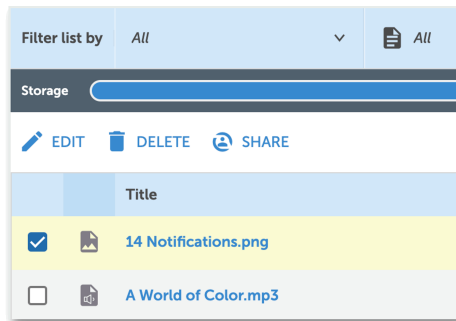 Filter list by All All
Storage
EDIT DELETE SHARE
Title
14 Notifications.png
A World of Color.mp3